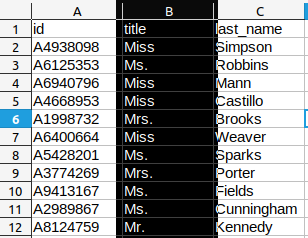 A B C
1 id title last_name
2 A4938098 Miss Simpson
3 A6125353 Ms. Robbins
4 A6940796 Miss Mann
5 A4668953 Miss Castillo
6 A1998732 Mrs. Brooks
7 A6400664 Miss Weaver
8 A5428201 Ms. Sparks
9 A3774269 Mrs. Porter
10 A9413167 Ms. Fields
11 A2989867 Ms. Cunningham
12 A8124759 Mr. Kennedy